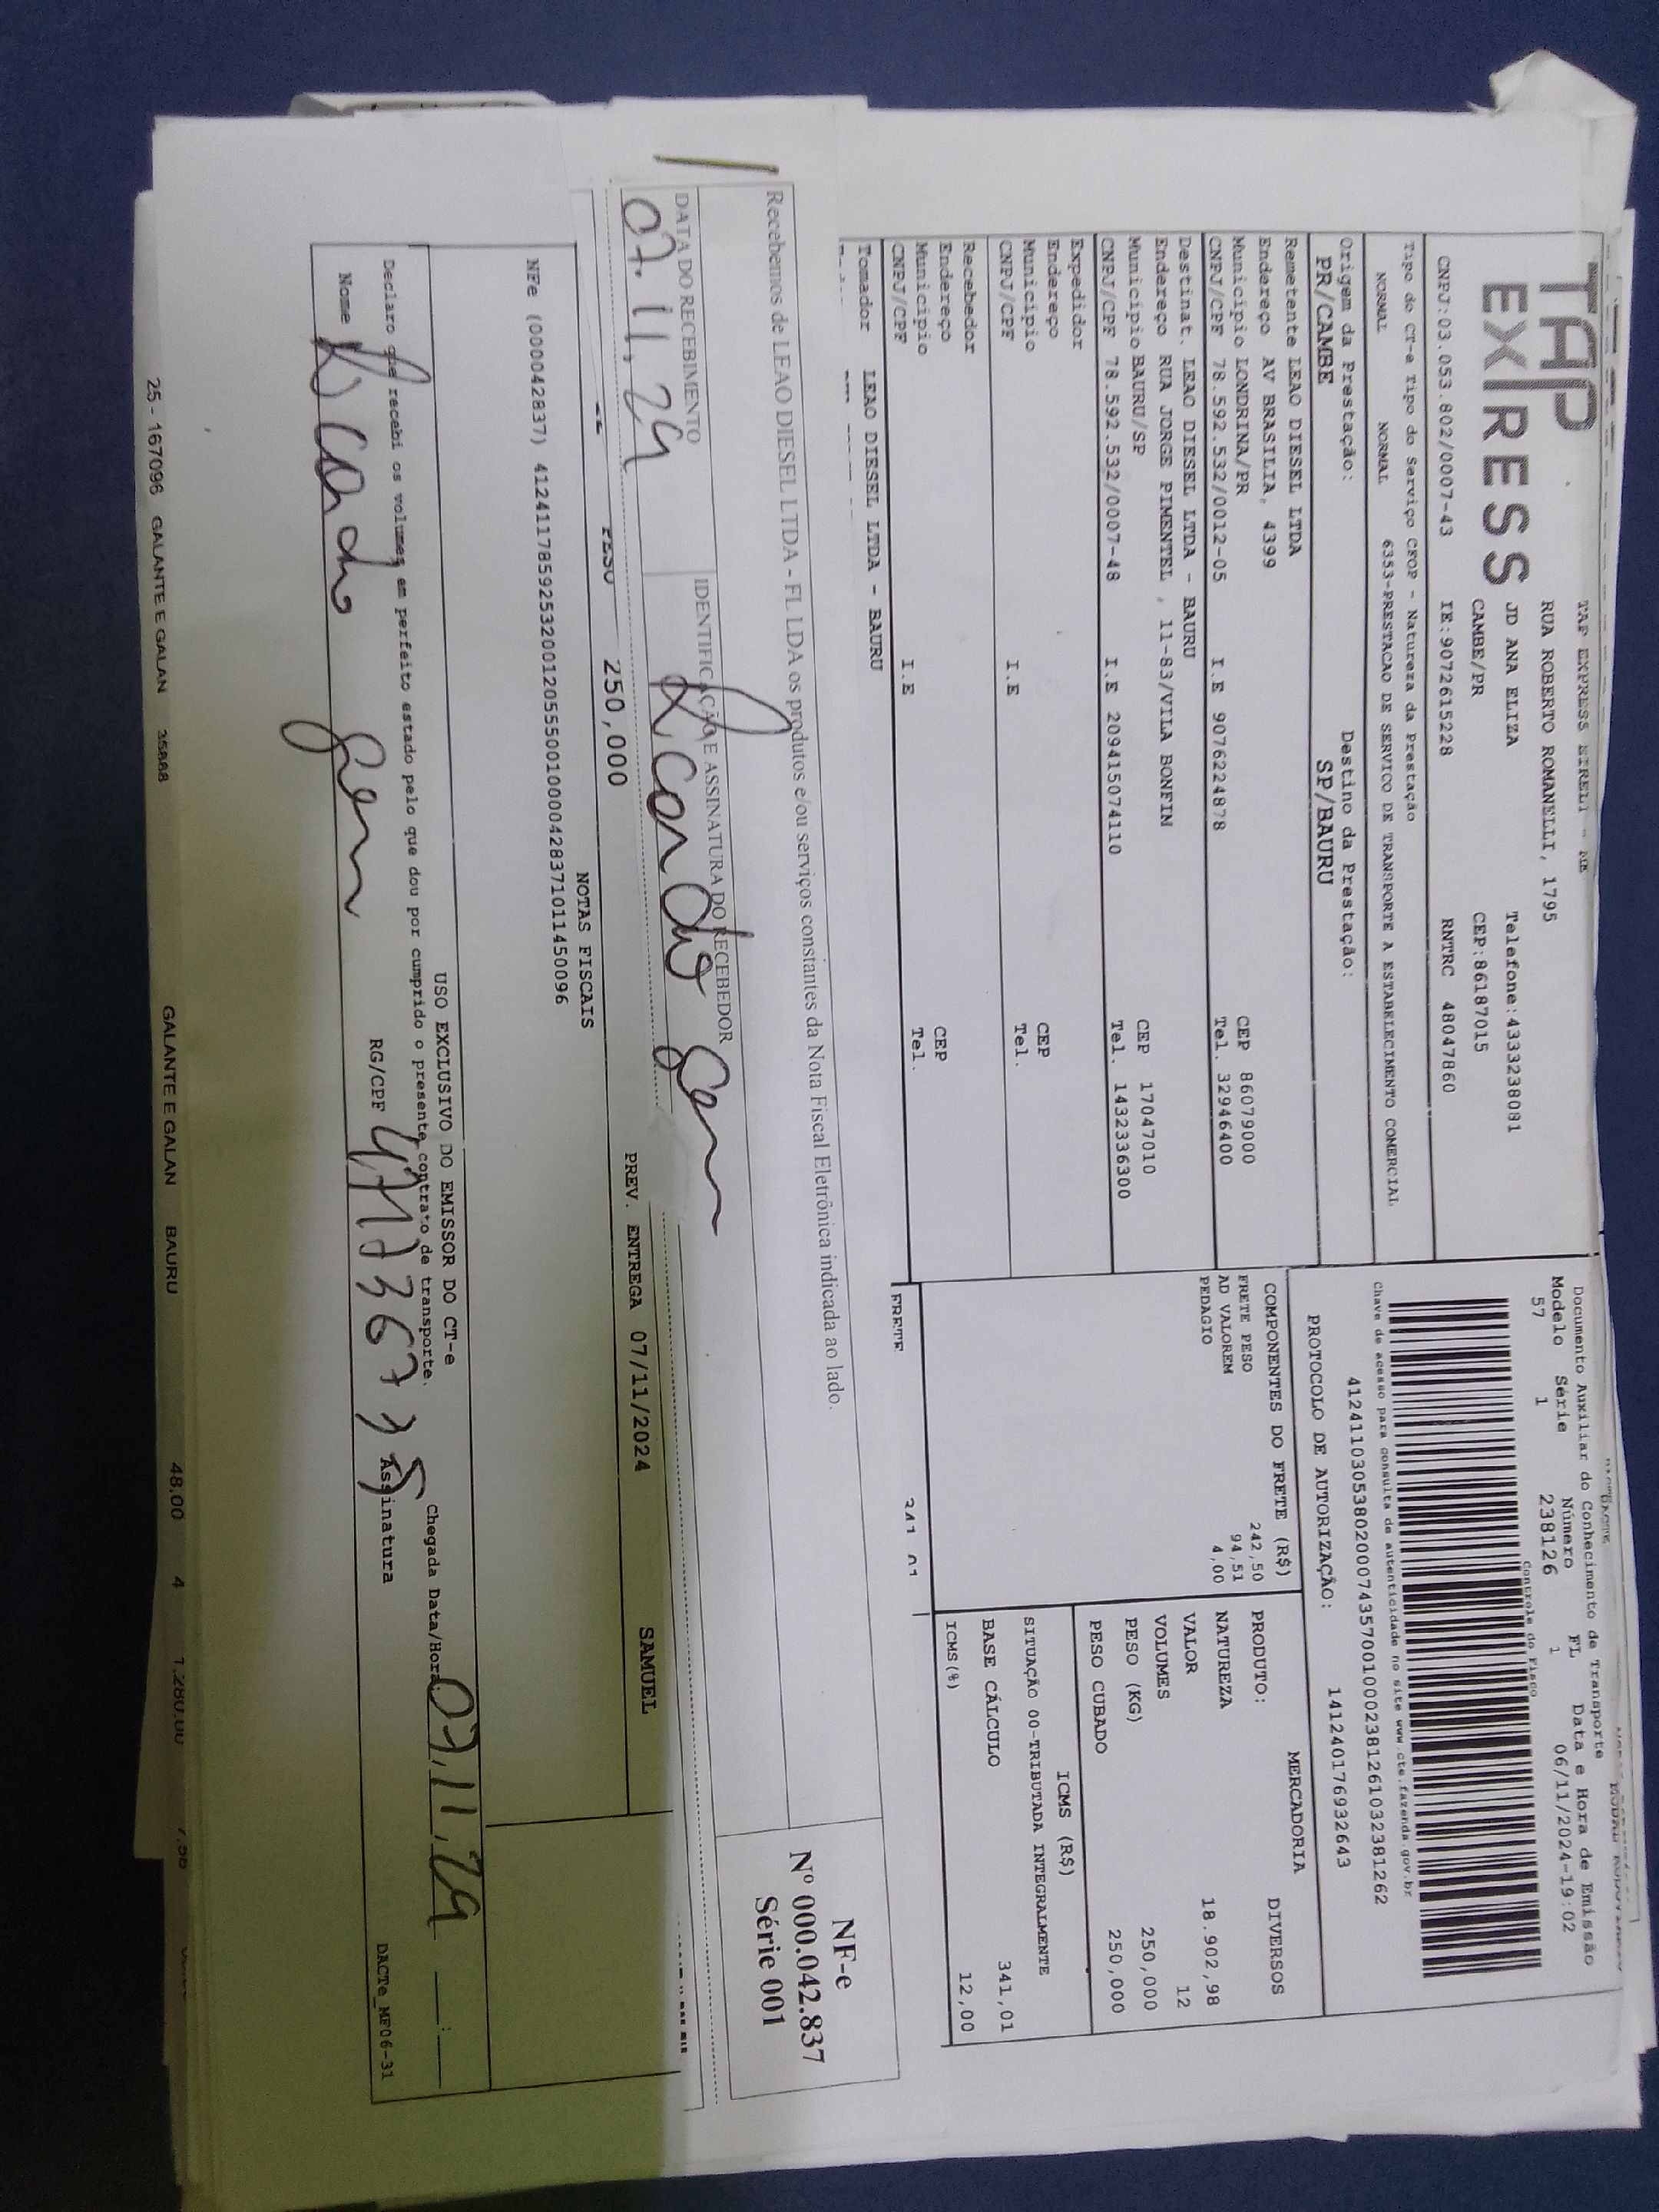 TAP
EXPRESS
TAP EXPRESS EIRELI - ME
RUA ROBERTO ROMANELLI, 1795
JD ANA ELIZA Telefone:4333238081
CAMBE/PR CEP:86187015
CNPJ:03.053.802/0007-43 IE:9072615228 RNTRC 48047860
Tipo do CT-e Tipo do Serviço CFOP - Natureza da Prestação
NORMAL NORMAL 6353-PRESTACAO DE SERVICO DE TRANSPORTE A ESTABELECIMENTO COMERCIAL
Origem da Prestação: Destino da Prestação:
PR/CAMBE SP/BAURU
Remetente LEAO DIESEL LTDA
Endereço AV BRASILIA, 4399
Município LONDRINA/PR CEP 86079000
CNPJ/CPF 78.592.532/0012-05 I.E 9076224878 Tel. 32946400
Destinat. LEAO DIESEL LTDA - BAURU
Endereço RUA JORGE PIMENTEL , 11-83/VILA BONFIN
Município BAURU/SP CEP 17047010
CNPJ/CPF 78.592.532/0007-48 I.E 209415074110 Tel. 1432336300
Expedidor
Endereço
Município CEP
CNPJ/CPF I.E Tel.
Recebedor
Endereço
Município CEP
CNPJ/CPF I.E Tel.
Tomador LEAO DIESEL LTDA - BAURU
Documento Auxiliar do Conhecimento de Transporte
Modelo Série Número FL Data e Hora de Emissão
57 1 238126 1 06/11/2024-19:02
Controle do Fisco
Chave de acesso para consulta de autenticidade no site www.cte.fazenda.gov.br
41241103053802000743570010002381261032381262
PROTOCOLO DE AUTORIZAÇÃO: 141240176932643
COMPONENTES DO FRETE (R$)
FRETE PESO 242,50
AD VALOREM 94,51
PEDAGIO 4,00
FRETE 341,01
MERCADORIA
PRODUTO: DIVERSOS
NATUREZA
VALOR 18.902,98
VOLUMES 12
PESO (KG) 250,000
PESO CUBADO 250,000
ICMS (R$)
SITUAÇÃO 00-TRIBUTADA INTEGRALMENTE
BASE CÁLCULO 341,01
ICMS(%) 12,00
Recebemos de LEAO DIESEL LTDA - FL LDA os produtos e/ou serviços constantes da Nota Fiscal Eletrônica indicada ao lado.
NF-e
Nº 000.042.837
Série 001
DATA DO RECEBIMENTO IDENTIFICAÇÃO E ASSINATURA DO RECEBEDOR
07.11.24
PESO 250,000 PREV. ENTREGA 07/11/2024 SAMUEL
NOTAS FISCAIS
NFe (000042837) 41241178592532001205550010000428371011450096
USO EXCLUSIVO DO EMISSOR DO CT-e
Declaro que recebi os volumes em perfeito estado pelo que dou por cumprido o presente contrato de transporte.
Chegada Data/Hora 07.11.24 __:__
Nome RG/CPF Assinatura
DACTe_MF06-31
25 - 167096 GALANTE E GALAN 35888 GALANTE E GALAN BAURU 48,00 4 1.280,00